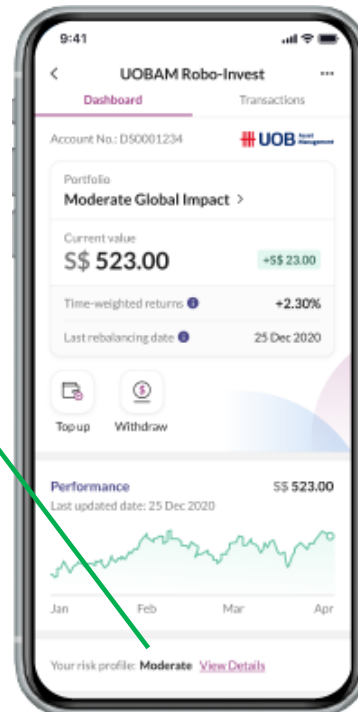 9:41
UOBAM Robo-Invest
Dashboard Transactions
Account No.: DS0001234 UOB Asset Management
Portfolio
Moderate Global Impact >
Current value
S$ 523.00 +S$ 23.00
Time-weighted returns +2.30%
Last rebalancing date 25 Dec 2020
Top up Withdraw
Performance S$ 523.00
Last updated date: 25 Dec 2020
Jan Feb Mar Apr
Your risk profile: Moderate View Details